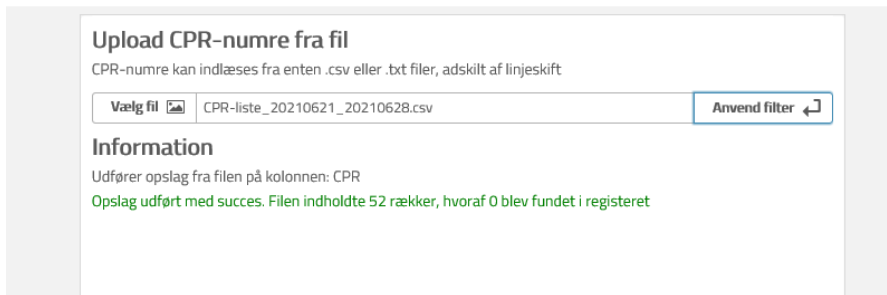 Upload CPR-numre fra fil
CPR-numre kan indlæses fra enten .csv eller .txt filer, adskilt af linjeskift
Vælg fil CPR-liste_20210621_20210628.csv Anvend filter
Information
Udfører opslag fra filen på kolonnen: CPR
Opslag udført med succes. Filen indholdte 52 rækker, hvoraf 0 blev fundet i registeret